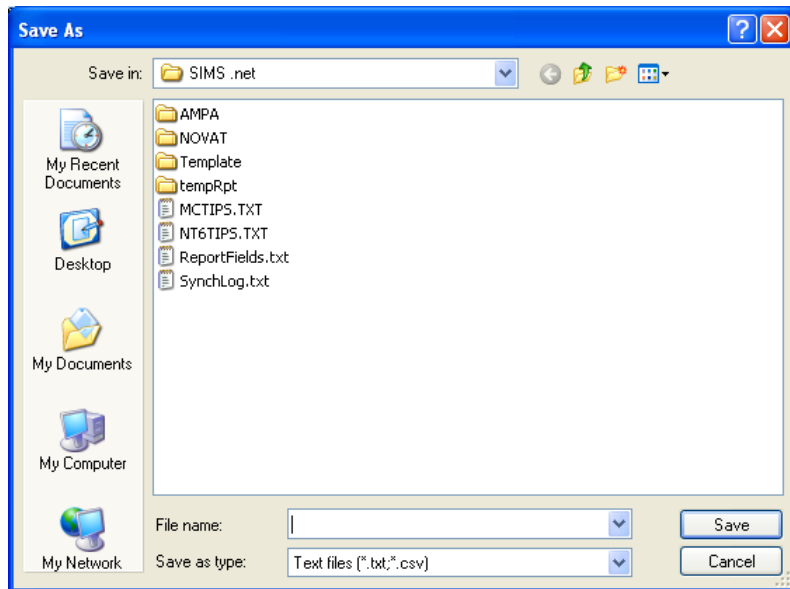 Save As
Save in:
SIMS .net
My Recent
Documents
Desktop
My Documents
My Computer
My Network
AMPA
NOVAT
Template
tempRpt
MCTIPS.TXT
NT6TIPS.TXT
ReportFields.txt
SynchLog.txt
File name:
Save
Save as type:
Text files (*.txt;*.csv)
Cancel